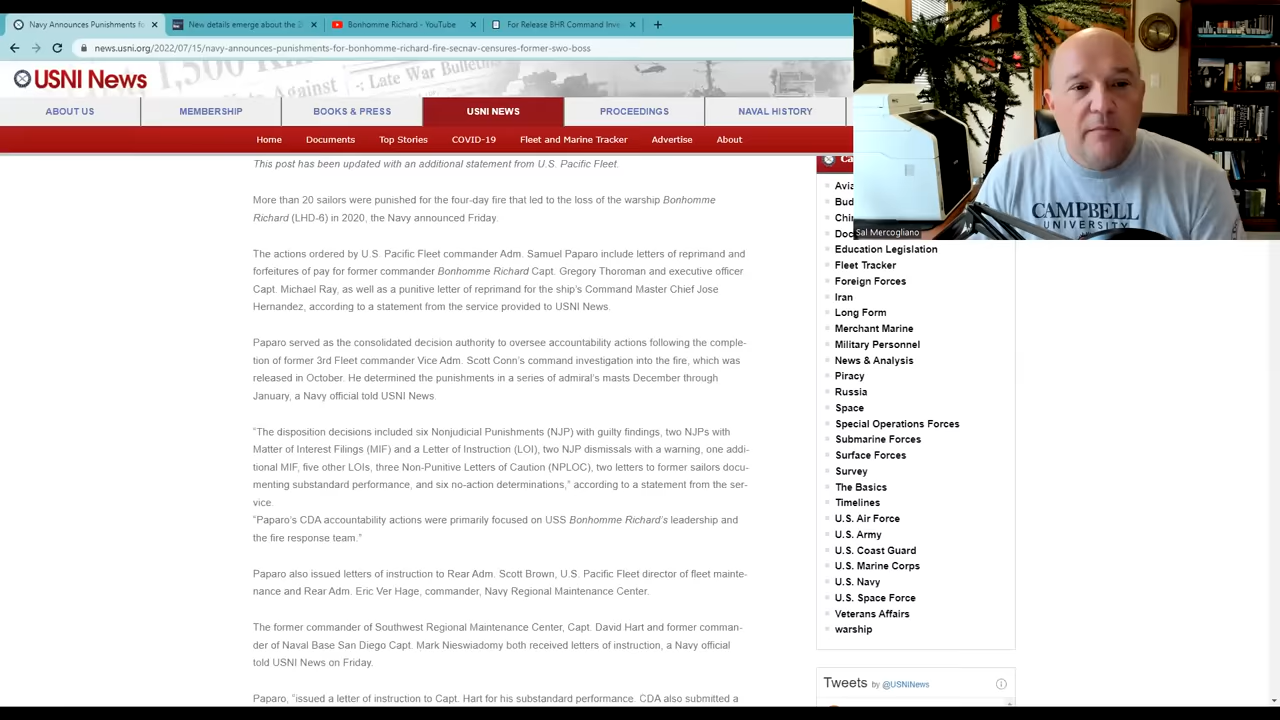 Navy Announces Punishments f
New details emerge about the 2
Bonhomme Richard - YouTube
For Release BHR Command Inve
news.usni.org/2022/07/15/navy-announces-punishments-for-bonhomme-richard-fire-secnav-censures-former-swo-boss
USNI News
Against
Late War Bulletin
ABOUT US
MEMBERSHIP
BOOKS & PRESS
USNI NEWS
PROCEEDINGS
NAVAL HISTORY
Home
Documents
Top Stories
COVID-19
Fleet and Marine Tracker
Advertise
About
This post has been updated with an additional statement from U.S. Pacific Fleet.
More than 20 sailors were punished for the four-day fire that led to the loss of the warship Bonhomme
Richard (LHD-6) in 2020, the Navy announced Friday.
The actions ordered by U.S. Pacific Fleet commander Adm. Samuel Paparo include letters of reprimand and
forfeitures of pay for former commander Bonhomme Richard Capt. Gregory Thoroman and executive officer
Capt. Michael Ray, as well as a punitive letter of reprimand for the ship's Command Master Chief Jose
Hernandez, according to a statement from the service provided to USNI News.
Paparo served as the consolidated decision authority to oversee accountability actions following the comple-
tion of former 3rd Fleet commander Vice Adm. Scott Conn's command investigation into the fire, which was
released in October. He determined the punishments in a series of admiral's masts December through
January, a Navy official told USNI News.
"The disposition decisions included six Nonjudicial Punishments (NJP) with guilty findings, two NJPs with
Matter of Interest Filings (MIF) and a Letter of Instruction (LOI), two NJP dismissals with a warning, one addi-
tional MIF, five other LOIs, three Non-Punitive Letters of Caution (NPLOC), two letters to former sailors docu-
menting substandard performance, and six no-action determinations," according to a statement from the ser-
vice.
"Paparo's CDA accountability actions were primarily focused on USS Bonhomme Richard's leadership and
the fire response team."
Paparo also issued letters of instruction to Rear Adm. Scott Brown, U.S. Pacific Fleet director of fleet mainte-
nance and Rear Adm. Eric Ver Hage, commander, Navy Regional Maintenance Center.
The former commander of Southwest Regional Maintenance Center, Capt. David Hart and former comman-
der of Naval Base San Diego Capt. Mark Nieswiadomy both received letters of instruction, a Navy official
told USNI News on Friday.
Paparo, "issued a letter of instruction to Capt. Hart for his substandard performance. CDA also submitted a
Ca
Avia
Bud
Chi
Doc
Education Legislation
Fleet Tracker
Foreign Forces
Iran
Long Form
Merchant Marine
Military Personnel
News & Analysis
Piracy
Russia
Space
Special Operations Forces
Submarine Forces
Surface Forces
Survey
The Basics
Timelines
U.S. Air Force
U.S. Army
U.S. Coast Guard
U.S. Marine Corps
U.S. Navy
U.S. Space Force
Veterans Affairs
warship
Tweets by @USNINews
CAMPBELL
UNIVERSITY
Sal Mercogliano